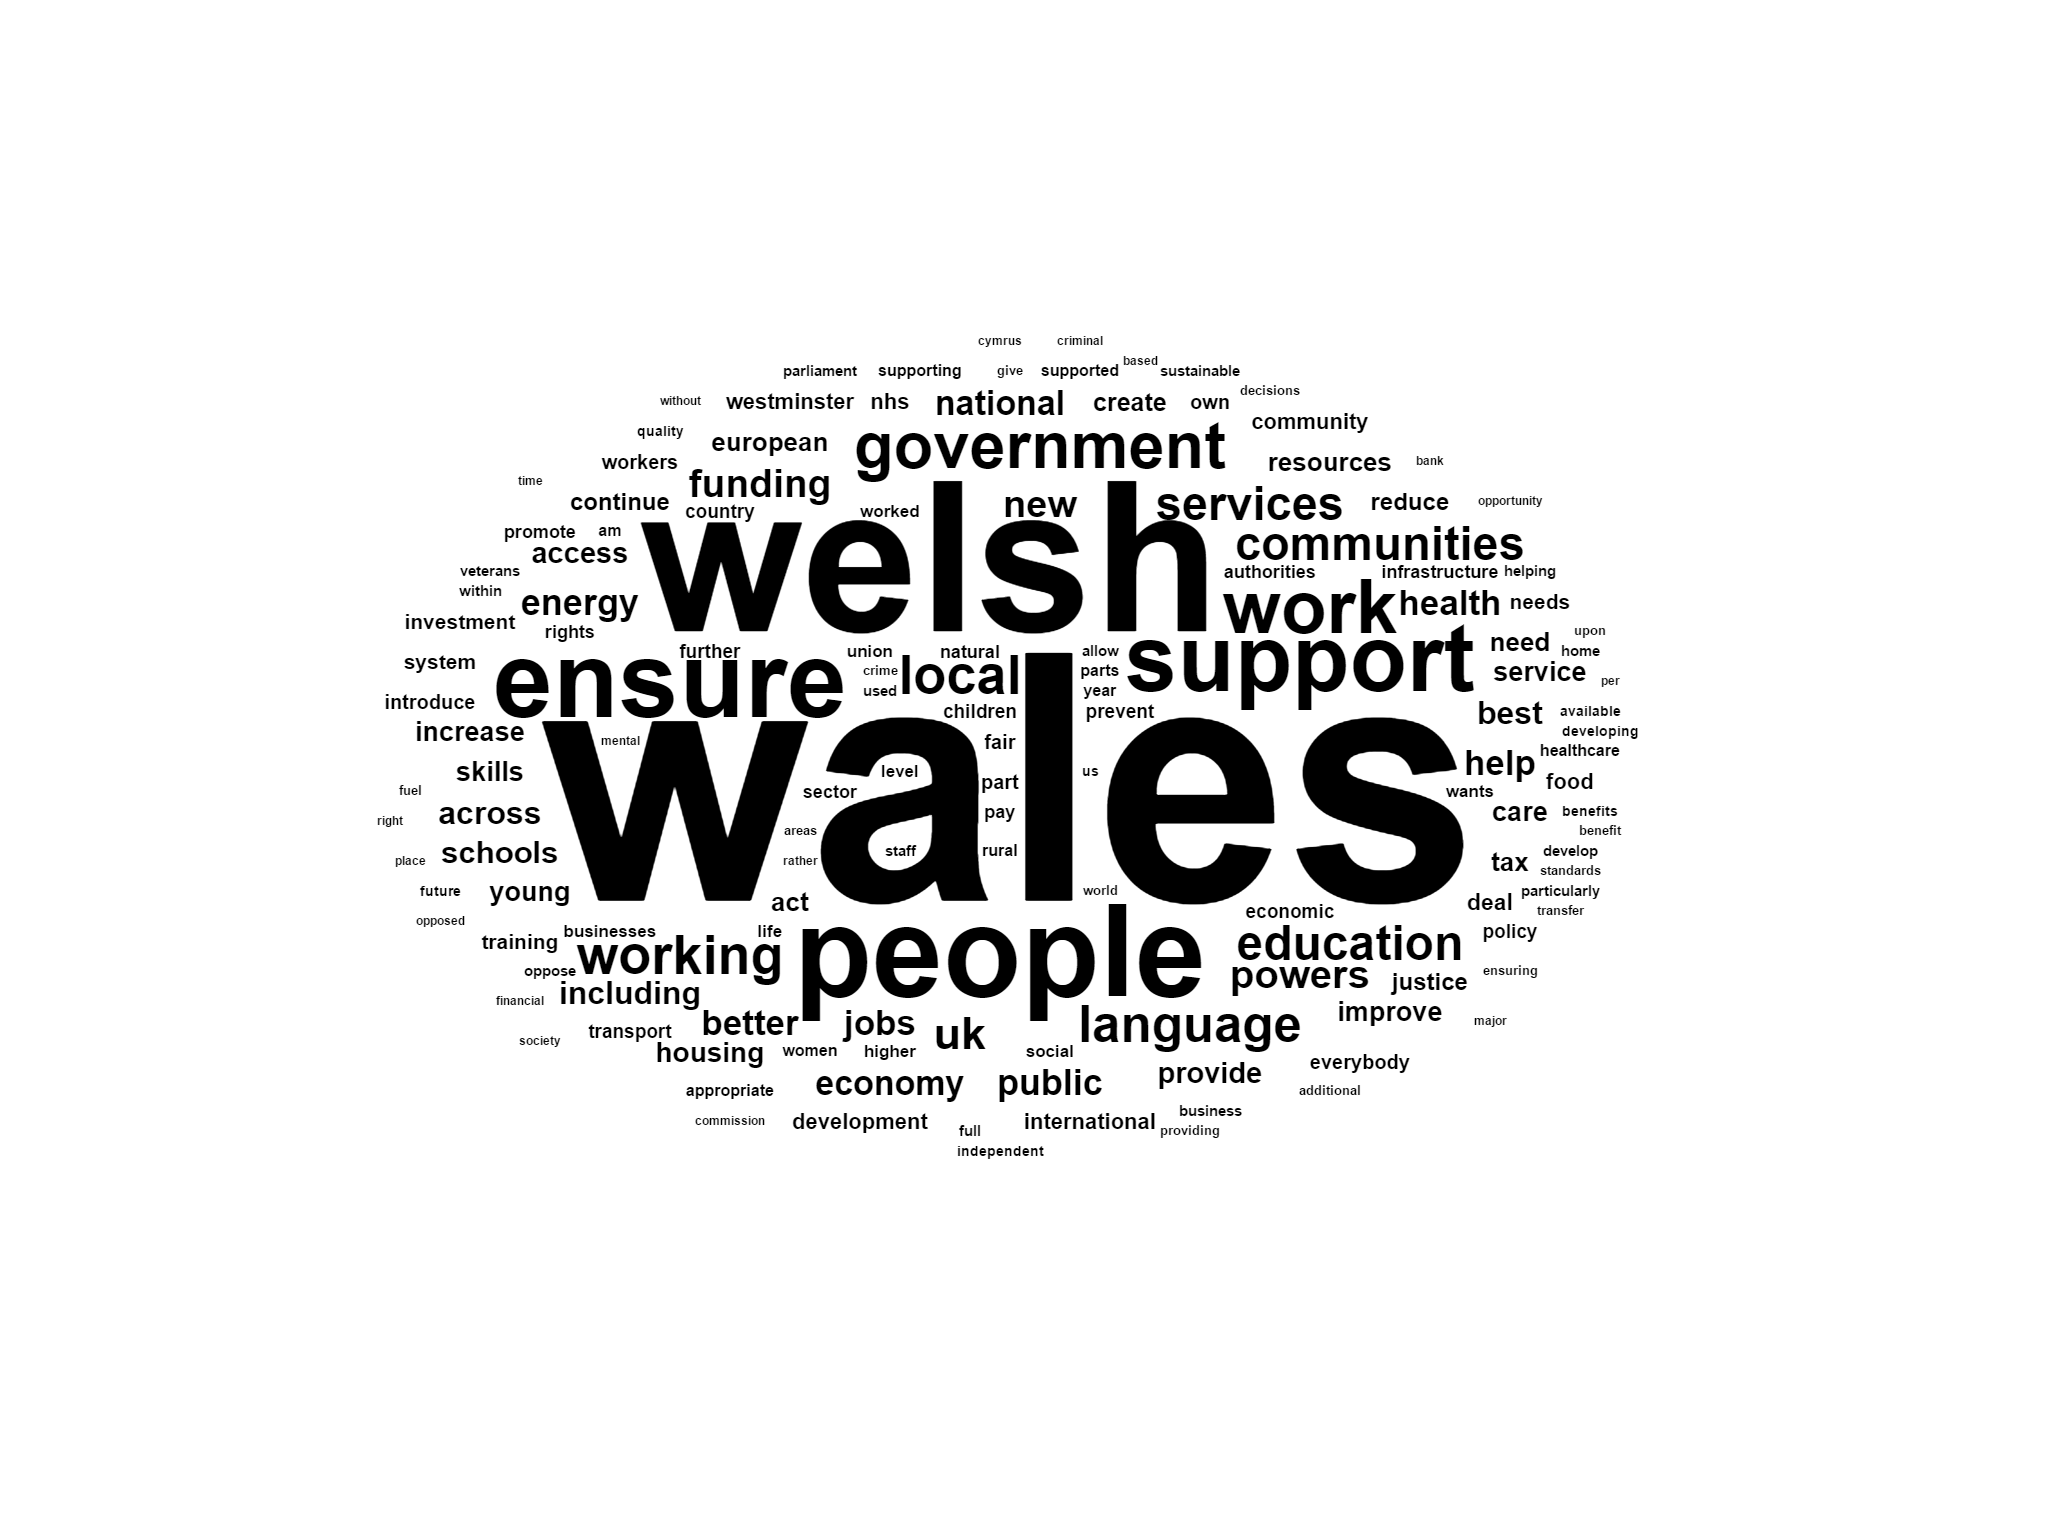 cymrus criminal
parliament supporting give supported based sustainable
without westminster nhs national create own decisions
quality european government community
workers funding resources bank
time continue country worked new services reduce opportunity
promote am welsh communities
access authorities infrastructure helping
veterans within energy work health needs
investment rights further union natural allow support need upon home
system ensure crime used local parts year service per
introduce children prevent best available
increase mental fair developing
skills level part us help healthcare
fuel sector wales wants food
right across areas pay care benefits benefit
place schools rather staff rural tax develop standards
future young act world deal particularly transfer
opposed training businesses life people economic education policy
oppose working powers justice ensuring
financial including better jobs uk language improve major
society transport housing women higher social everybody
appropriate economy public provide additional
commission development full international business providing
independent